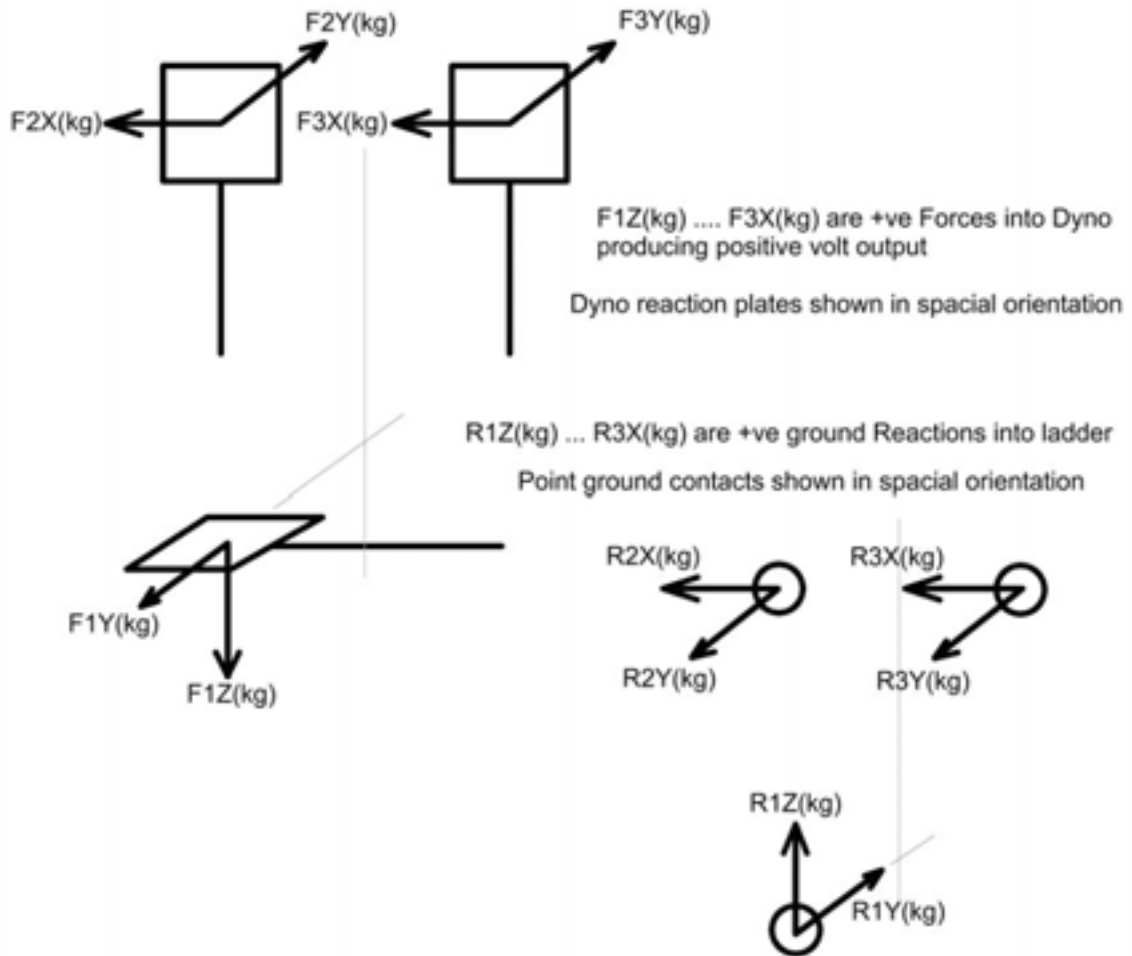 F2Y(kg)
F3Y(kg)
F2X(kg)
F3X(kg)
F1Z(kg) .... F3X(kg) are +ve Forces into Dyno
producing positive volt output
Dyno reaction plates shown in spacial orientation
R1Z(kg) ... R3X(kg) are +ve ground Reactions into ladder
Point ground contacts shown in spacial orientation
R2X(kg)
R3X(kg)
F1Y(kg)
R2Y(kg)
R3Y(kg)
F1Z(kg)
R1Z(kg)
R1Y(kg)